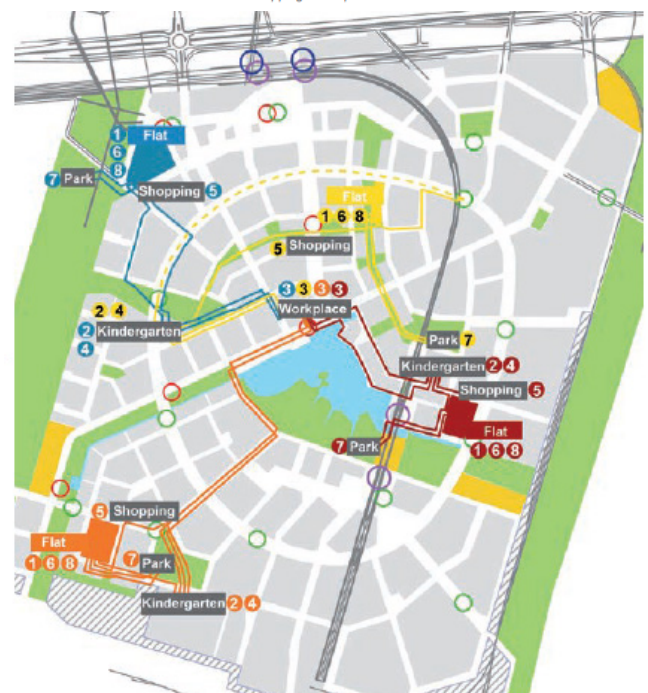 1 Flat
6
8
7 Park
Shopping 5
Flat
1 6 8
5 Shopping
3 3 3 3
Workplace
2 4
2 Kindergarten
4
Park 7
Kindergarten 2 4
Shopping 5
7 Park
Flat
1 6 8
5 Shopping
Flat
1 6 8
7 Park
Kindergarten 2 4